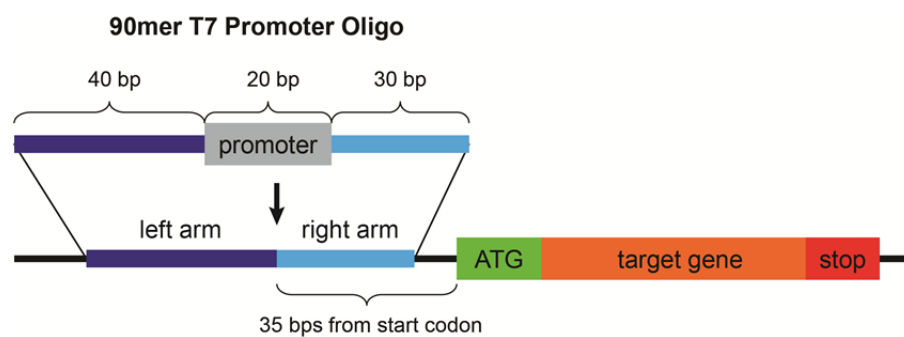 90mer T7 Promoter Oligo
40 bp 20 bp 30 bp
promoter
left arm right arm
ATG target gene stop
35 bps from start codon